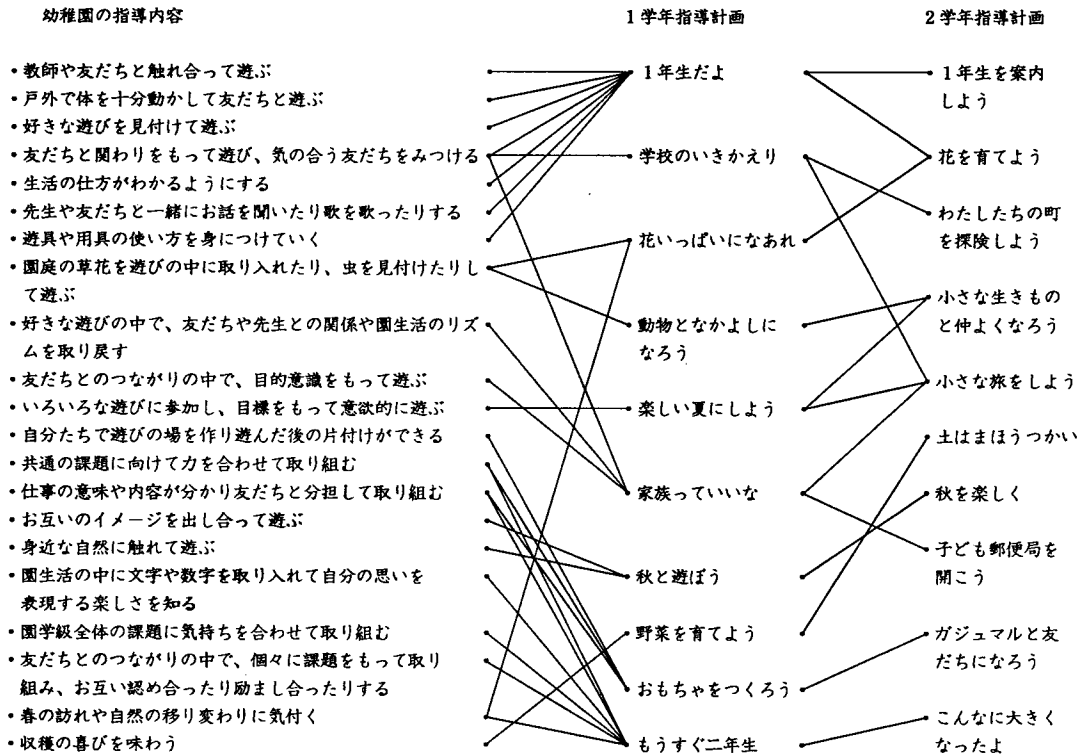 幼稚園の指導内容
・教師や友だちと触れ合って遊ぶ
・戸外で体を十分動かして友だちと遊ぶ
・好きな遊びを見付けて遊ぶ
・友だちと関わりをもって遊び、気の合う友だちをみつける
・生活の仕方がわかるようにする
・先生や友だちと一緒にお話を聞いたり歌を歌ったりする
・遊具や用具の使い方を身につけていく
・園庭の草花を遊びの中に取り入れたり、虫を見付けたりし
て遊ぶ
・好きな遊びの中で、友だちや先生との関係や園生活のリズ
ムを取り戻す
・友だちとのつながりの中で、目的意識をもって遊ぶ
・いろいろな遊びに参加し、目標をもって意欲的に遊ぶ
・自分たちで遊びの場を作り遊んだ後の片付けができる
・共通の課題に向けて力を合わせて取り組む
・仕事の意味や内容が分かり友だちと分担して取り組む
・お互いのイメージを出し合って遊ぶ
・身近な自然に触れて遊ぶ
・園生活の中に文字や数字を取り入れて自分の思いを
表現する楽しさを知る
・園学級全体の課題に気持ちを合わせて取り組む
・友だちとのつながりの中で、個々に課題をもって取り
組み、お互い認め合ったり励まし合ったりする
・春の訪れや自然の移り変わりに気付く
・収穫の喜びを味わう
1学年指導計画
1年生だよ
学校のいきかえり
花いっぱいになあれ
動物となかよしに
なろう
楽しい夏にしよう
家族っていいな
秋と遊ぼう
野菜を育てよう
おもちゃをつくろう
もうすぐ二年生
2学年指導計画
1年生を案内
しよう
花を育てよう
わたしたちの町
を探険しよう
小さな生きもの
と仲よくなろう
小さな旅をしよう
土はまほうつかい
秋を楽しく
子ども郵便局を
開こう
ガジュマルと友
だちになろう
こんなに大きく
なったよ